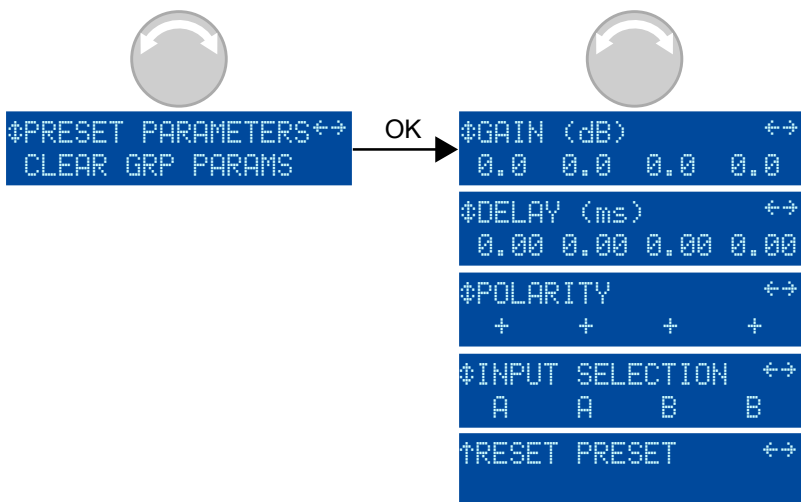 ↕PRESET PARAMETERS←→
CLEAR GRP PARAMS
OK
↕GAIN (dB) ←→
0.0 0.0 0.0 0.0
↕DELAY (ms) ←→
0.00 0.00 0.00 0.00
↕POLARITY ←→
+ + + +
↕INPUT SELECTION ←→
A A B B
↑RESET PRESET ←→